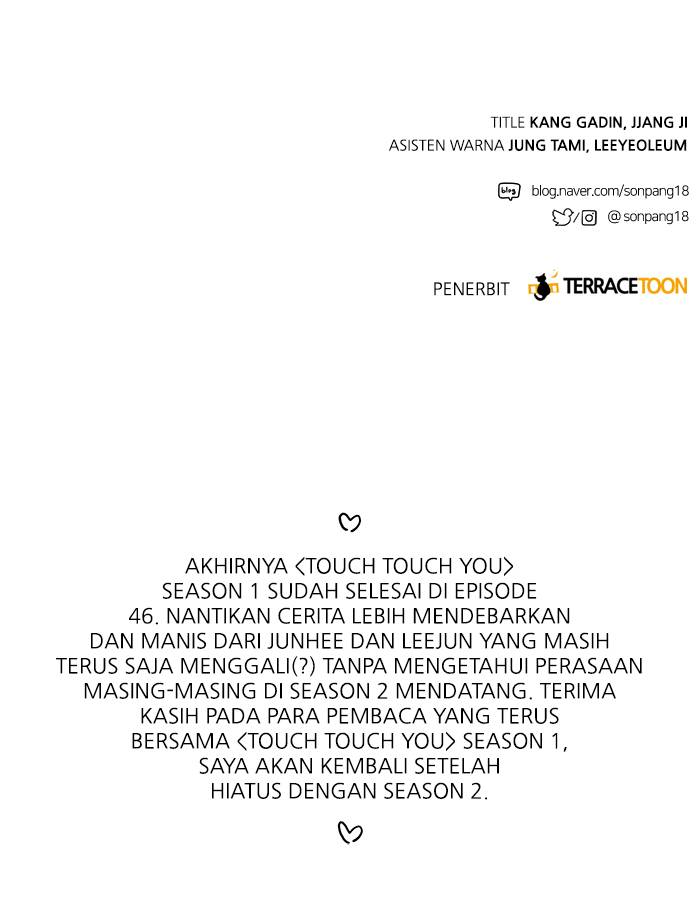 TITLE KANG GADIN, JJANG JI
ASISTEN WARNA JUNG TAMI, LEEYEOLEUM
blog blog.naver.com/sonpang18
/ @sonpang18
PENERBIT TERRACETOON
AKHIRNYA <TOUCH TOUCH YOU>
SEASON 1 SUDAH SELESAI DI EPISODE
46. NANTIKAN CERITA LEBIH MENDEBARKAN
DAN MANIS DARI JUNHEE DAN LEEJUN YANG MASIH
TERUS SAJA MENGGALI(?) TANPA MENGETAHUI PERASAAN
MASING-MASING DI SEASON 2 MENDATANG. TERIMA
KASIH PADA PARA PEMBACA YANG TERUS
BERSAMA <TOUCH TOUCH YOU> SEASON 1,
SAYA AKAN KEMBALI SETELAH
HIATUS DENGAN SEASON 2.